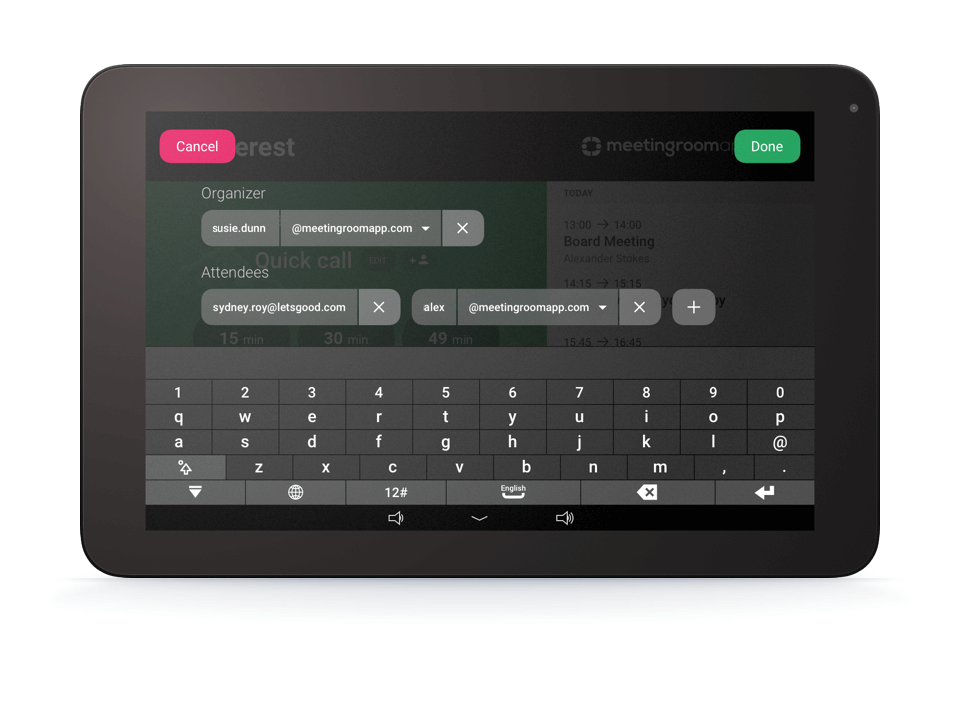 Cancel
erest
meetingroom
Done
Organizer
susie.dunn @meetingroomapp.com
TODAY
13:00 → 14:00
Board Meeting
Alexander Stokes
Quick call EDIT +
Attendees
14:15 → 15:15
sydney.roy@letsgood.com alex @meetingroomapp.com +
15 min 30 min 49 min
15:45 → 16:45
1 2 3 4 5 6 7 8 9 0
q w e r t y u i o p
a s d f g h j k l @
z x c v b n m , .
12# English